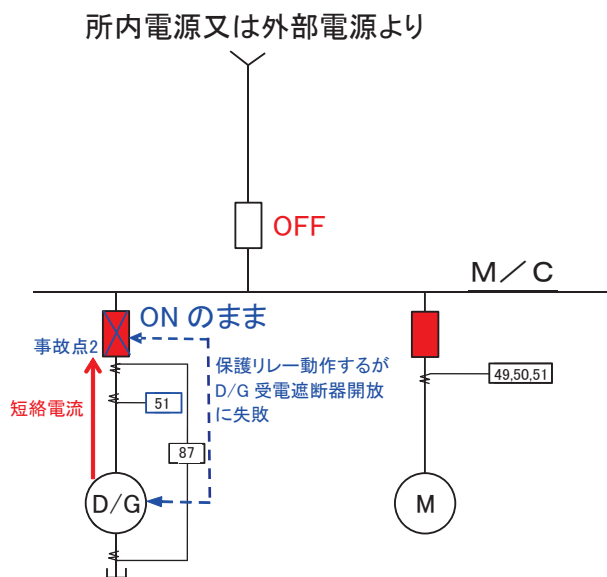 所内電源又は外部電源より
OFF
M／C
ON のまま
事故点2
保護リレー動作するが
D/G 受電遮断器開放
に失敗
49,50,51
短絡電流
51
87
D/G
M